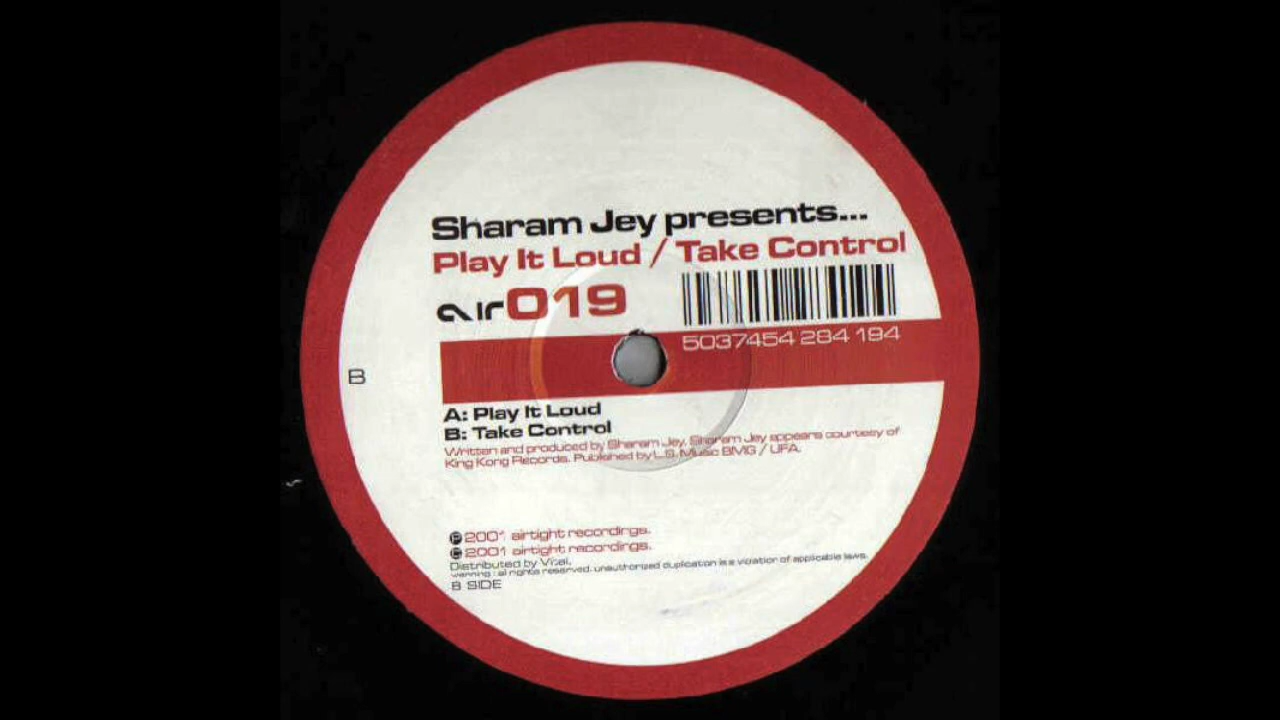 Sharam Jey presents...
Play It Loud / Take Control
air019
5037454 284 194
B
A: Play It Loud
B: Take Control
Written and produced by Sharam Jey. Sharam Jey appears courtesy of
King Kong Records. Published by L.S. Music BMG / UFA.
℗ 2001 airtight recordings.
© 2001 airtight recordings.
Distributed by Vital.
warning : all rights reserved. unauthorized duplication is a violation of applicable laws.
B SIDE